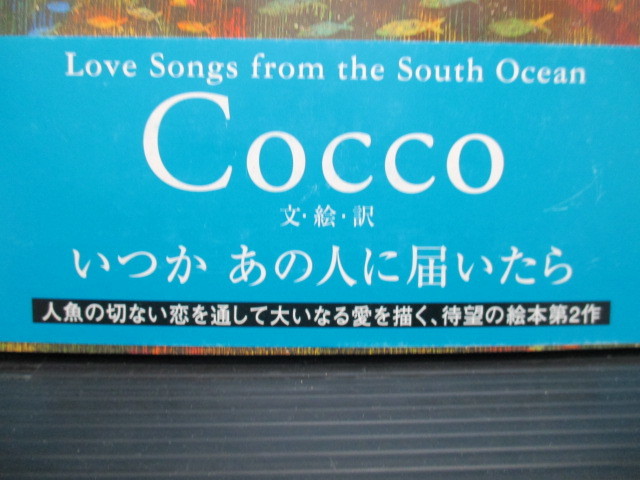 Love Songs from the South Ocean
Cocco
文・絵・訳
いつか あの人に届いたら
人魚の切ない恋を通して大いなる愛を描く、待望の絵本第2作